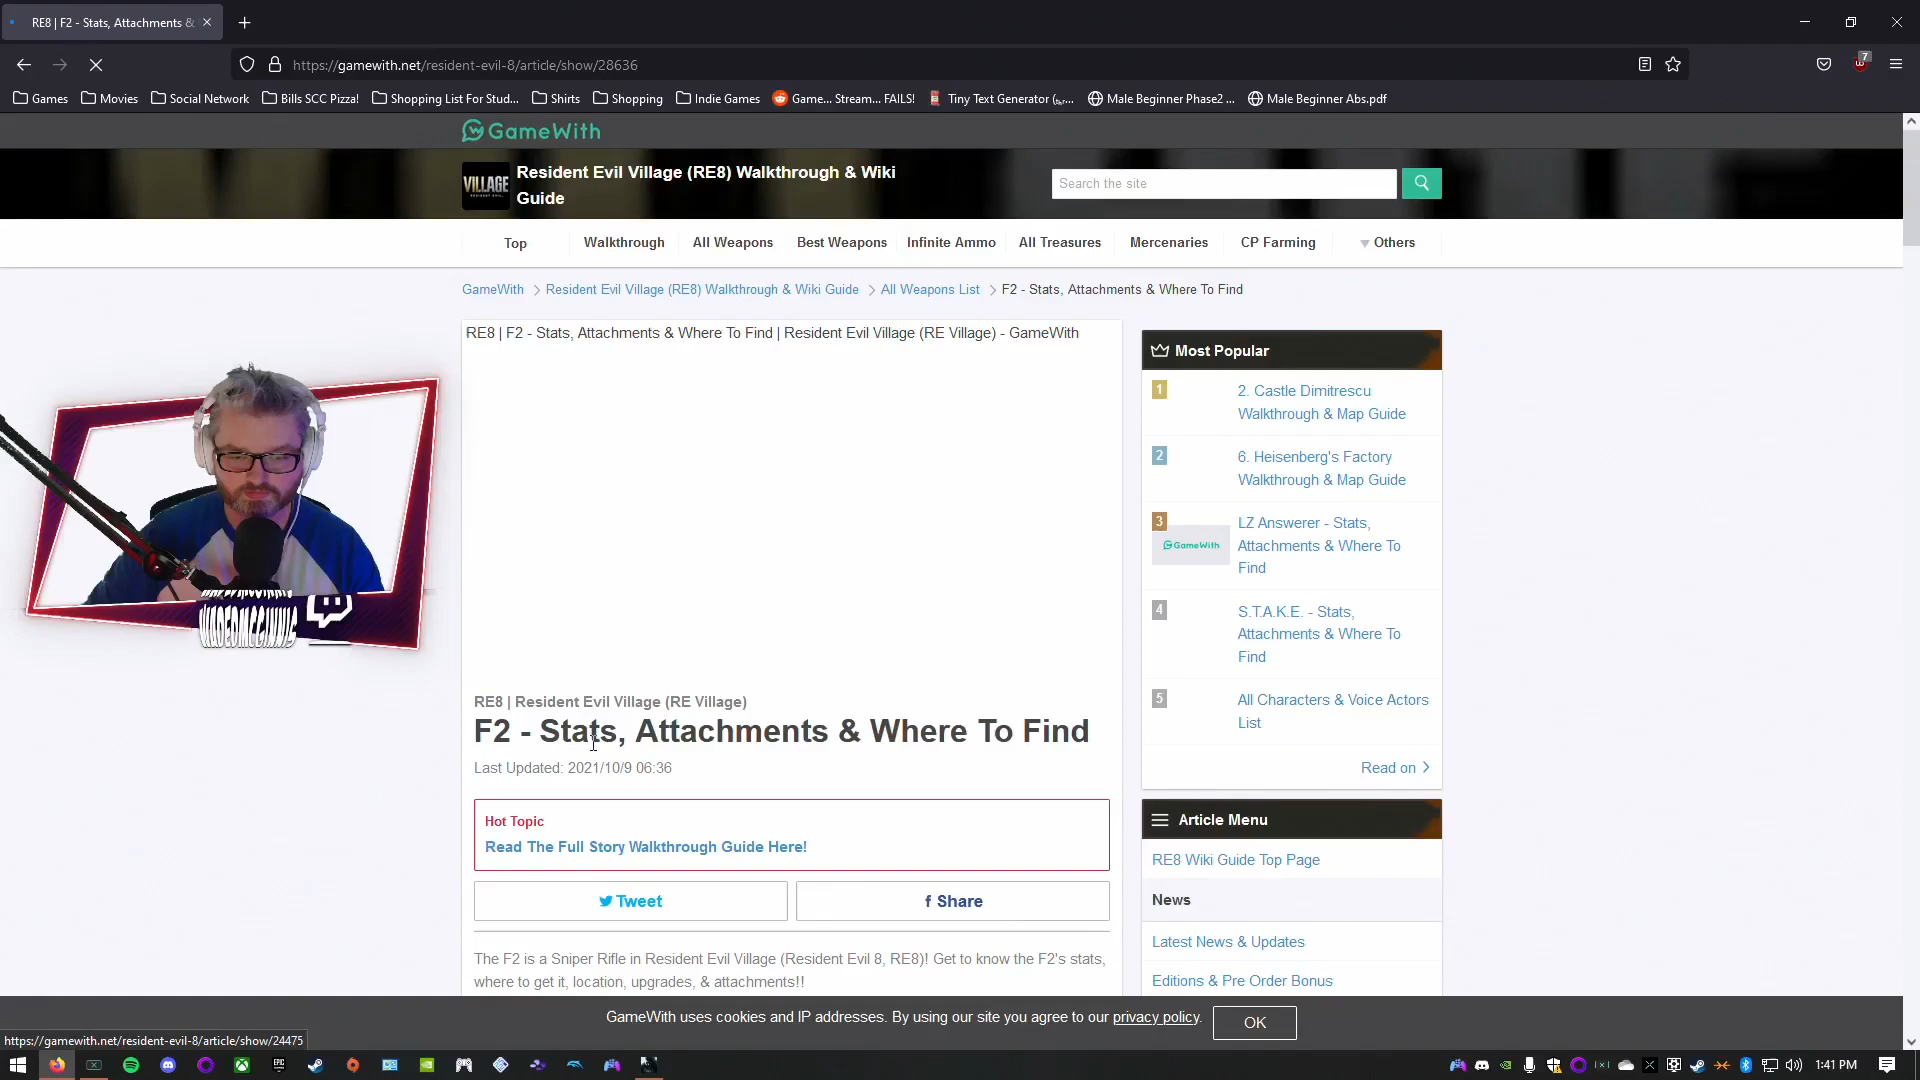 RE8 | F2 - Stats, Attachments &
https://gamewith.net/resident-evil-8/article/show/28636
7
Games Movies Social Network Bills SCC Pizza! Shopping List For Stud... Shirts Shopping Indie Games Game... Stream... FAILS! Tiny Text Generator Male Beginner Phase2 ... Male Beginner Abs.pdf
GameWith
VILLAGE
Resident Evil Village (RE8) Walkthrough & Wiki
Guide
Search the site
Top Walkthrough All Weapons Best Weapons Infinite Ammo All Treasures Mercenaries CP Farming Others
GameWith > Resident Evil Village (RE8) Walkthrough & Wiki Guide > All Weapons List > F2 - Stats, Attachments & Where To Find
RE8 | F2 - Stats, Attachments & Where To Find | Resident Evil Village (RE Village) - GameWith
RE8 | Resident Evil Village (RE Village)
F2 - Stats, Attachments & Where To Find
Last Updated: 2021/10/9 06:36
Hot Topic
Read The Full Story Walkthrough Guide Here!
Tweet
Share
The F2 is a Sniper Rifle in Resident Evil Village (Resident Evil 8, RE8)! Get to know the F2's stats,
where to get it, location, upgrades, & attachments!!
Most Popular
1
2. Castle Dimitrescu
Walkthrough & Map Guide
2
6. Heisenberg's Factory
Walkthrough & Map Guide
3
GameWith
LZ Answerer - Stats,
Attachments & Where To
Find
4
S.T.A.K.E. - Stats,
Attachments & Where To
Find
5
All Characters & Voice Actors
List
Read on >
Article Menu
RE8 Wiki Guide Top Page
News
Latest News & Updates
Editions & Pre Order Bonus
GameWith uses cookies and IP addresses. By using our site you agree to our privacy policy.
OK
https://gamewith.net/resident-evil-8/article/show/24475
EPIC
1:41 PM